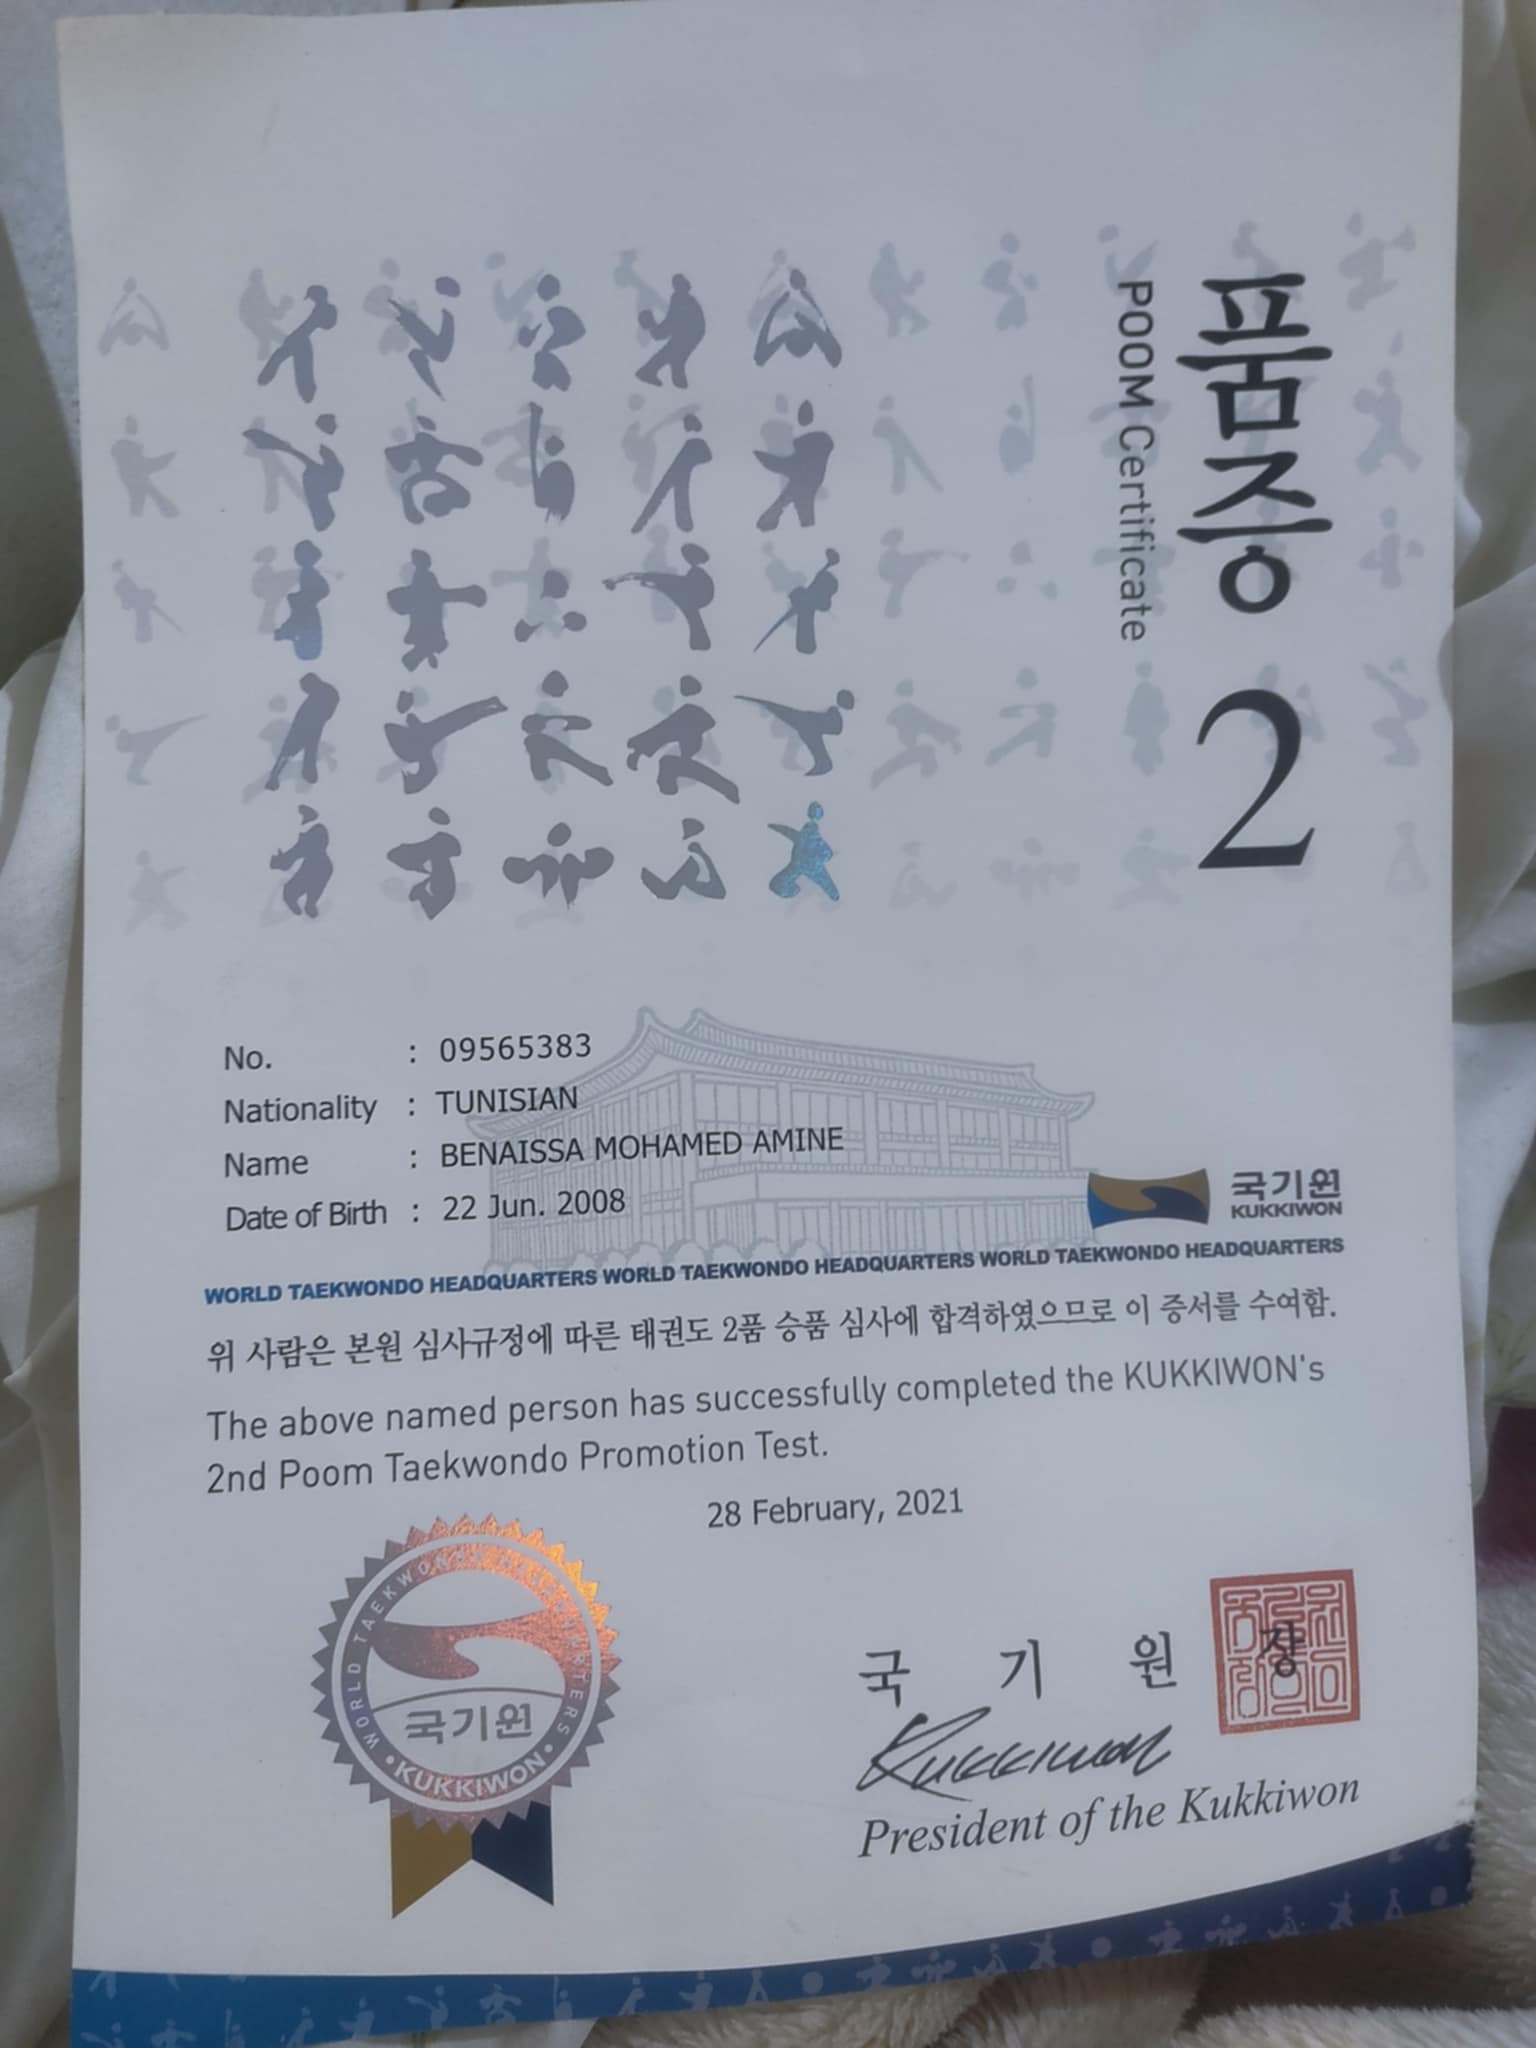 품증 2
POOM Certificate
No. : 09565383
Nationality : TUNISIAN
Name : BENAISSA MOHAMED AMINE
Date of Birth : 22 Jun. 2008
국기원
KUKKIWON
WORLD TAEKWONDO HEADQUARTERS WORLD TAEKWONDO HEADQUARTERS WORLD TAEKWONDO HEADQUARTERS
위 사람은 본원 심사규정에 따른 태권도 2품 승품 심사에 합격하였으므로 이 증서를 수여함.
The above named person has successfully completed the KUKKIWON's
2nd Poom Taekwondo Promotion Test.
28 February, 2021
WORLD TAEKWONDO HEADQUARTERS
국기원
• KUKKIWON •
국 기 원 장
Kukkiwon
President of the Kukkiwon